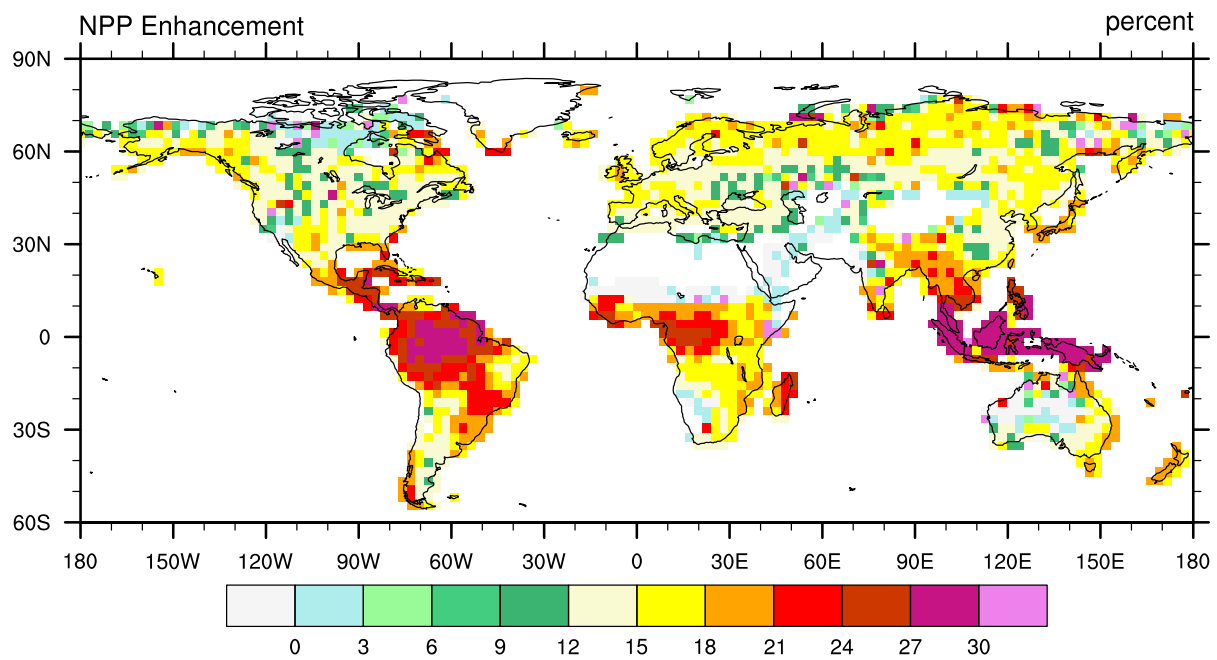 NPP Enhancement percent
90N
60N
30N
0
30S
60S
180 150W 120W 90W 60W 30W 0 30E 60E 90E 120E 150E 180
0 3 6 9 12 15 18 21 24 27 30